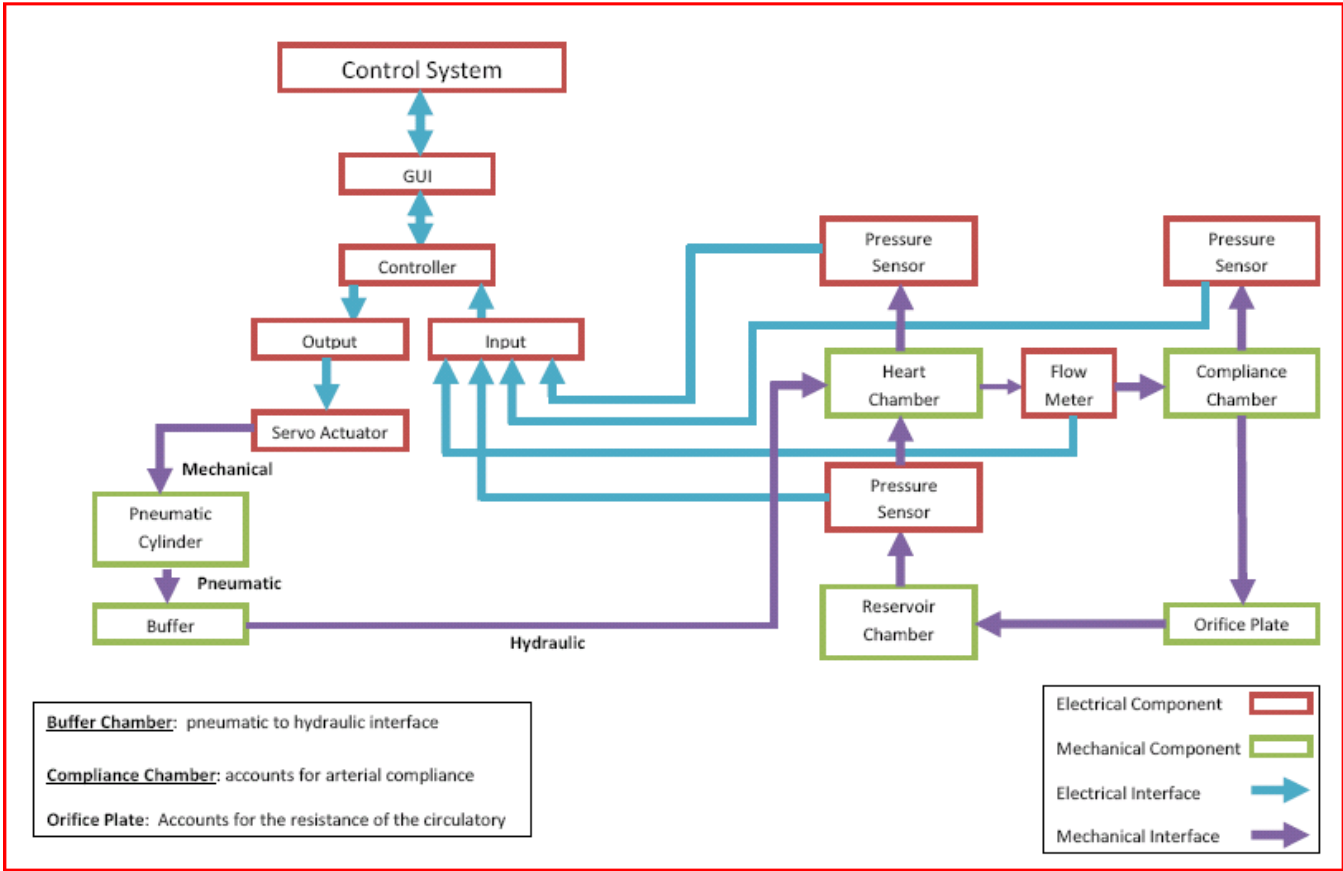 Control System
GUI
Controller
Output
Input
Servo Actuator
Mechanical
Pneumatic
Cylinder
Pneumatic
Buffer
Hydraulic
Pressure
Sensor
Pressure
Sensor
Heart
Chamber
Flow
Meter
Compliance
Chamber
Pressure
Sensor
Reservoir
Chamber
Orifice Plate
Buffer Chamber: pneumatic to hydraulic interface
Compliance Chamber: accounts for arterial compliance
Orifice Plate: Accounts for the resistance of the circulatory
Electrical Component
Mechanical Component
Electrical Interface
Mechanical Interface